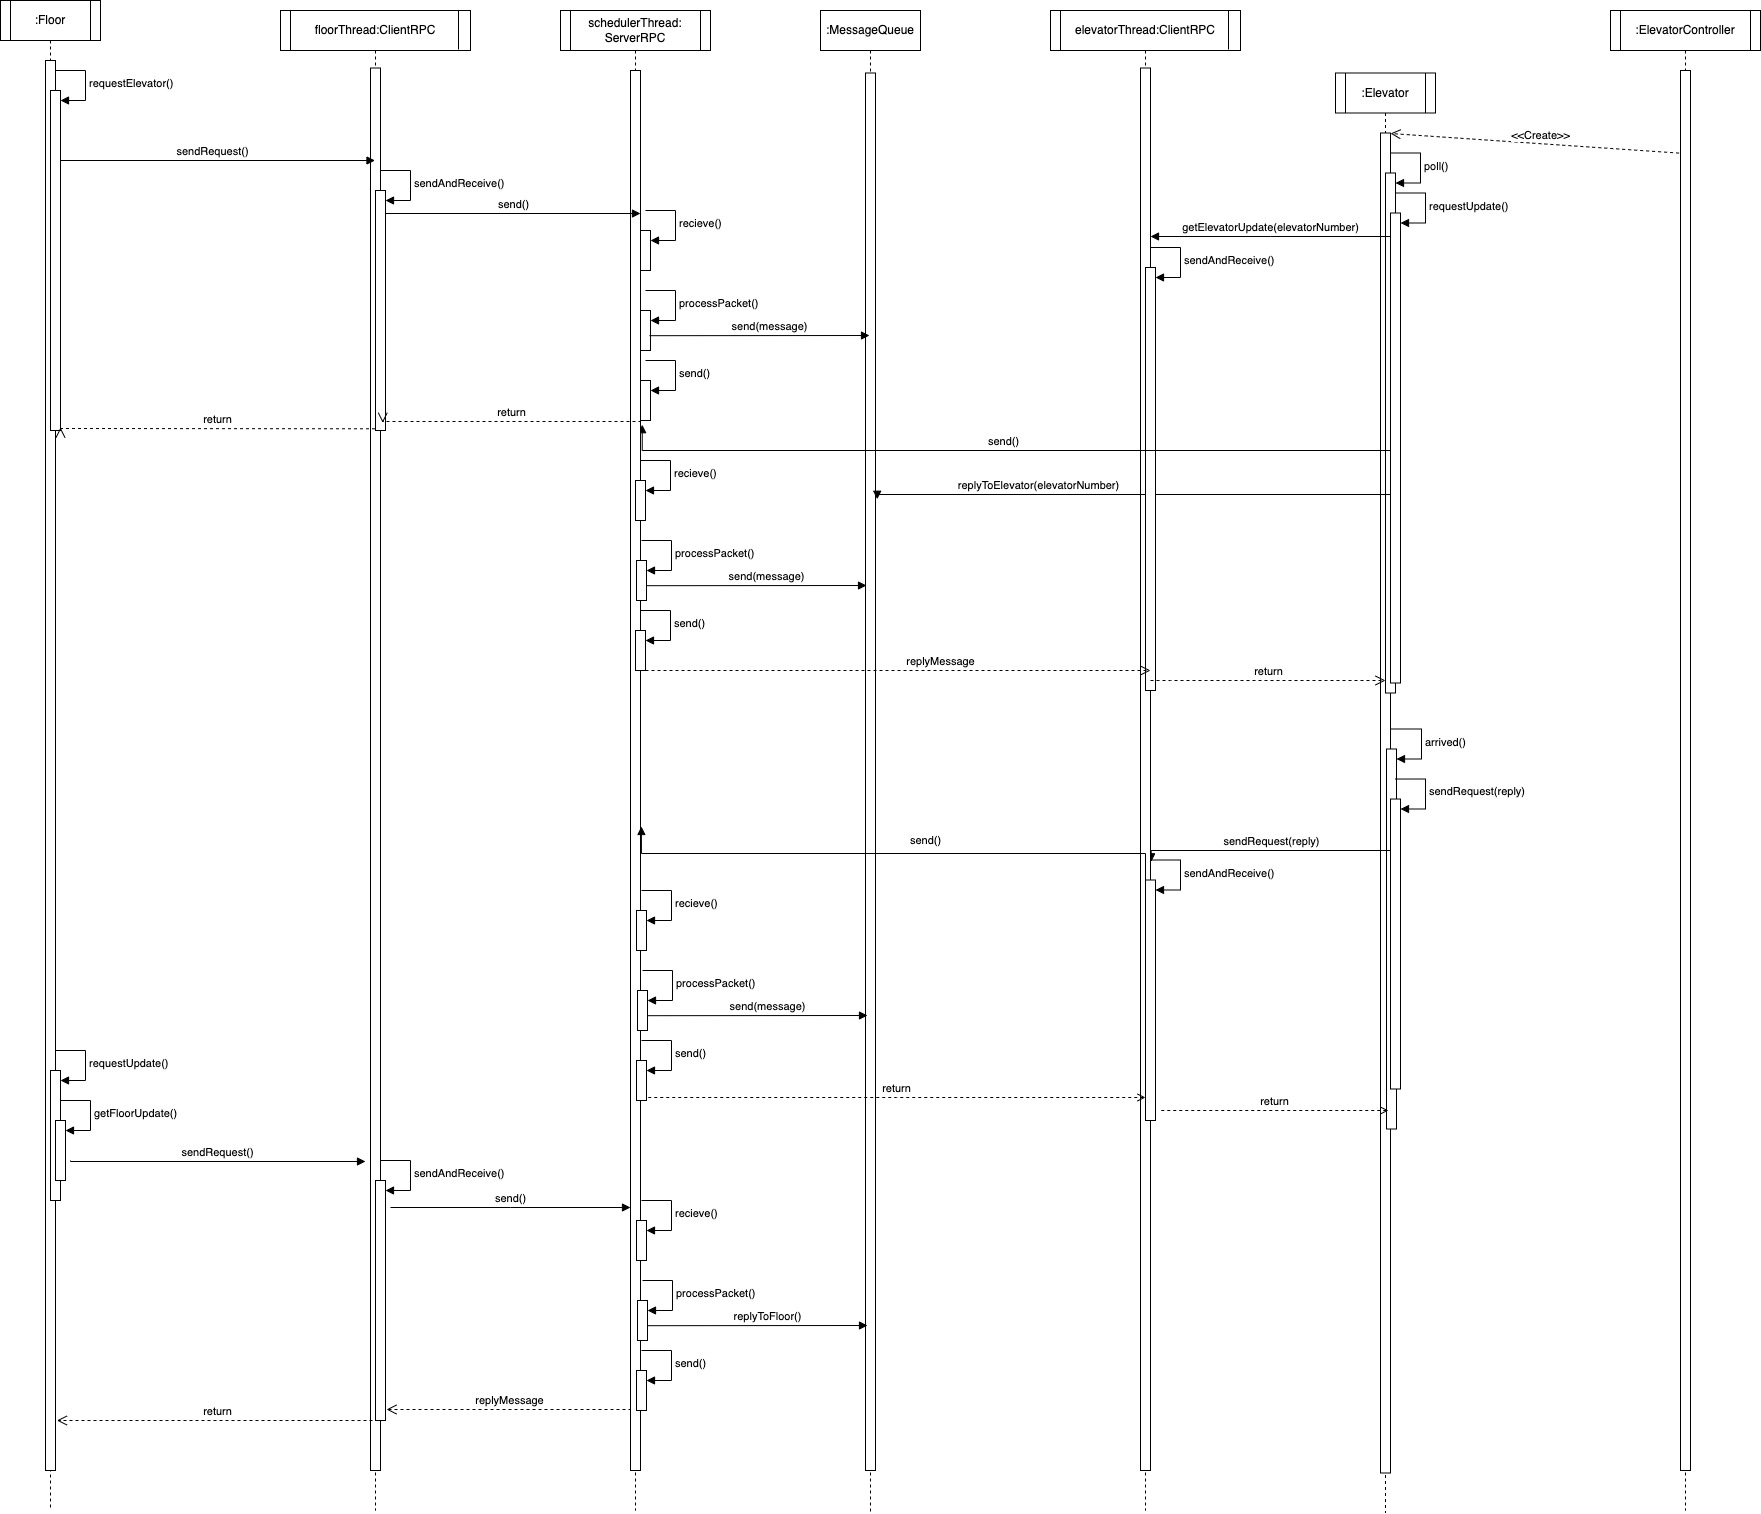 :Floor
floorThread:ClientRPC
schedulerThread:
ServerRPC
:MessageQueue
elevatorThread:ClientRPC
:ElevatorController
requestElevator()
:Elevator
<<Create>>
sendRequest()
poll()
sendAndReceive()
send()
requestUpdate()
recieve()
getElevatorUpdate(elevatorNumber)
sendAndReceive()
processPacket()
send(message)
send()
return
return
send()
recieve()
replyToElevator(elevatorNumber)
processPacket()
send(message)
send()
replyMessage
return
arrived()
sendRequest(reply)
send()
sendRequest(reply)
sendAndReceive()
recieve()
processPacket()
send(message)
send()
requestUpdate()
return
return
getFloorUpdate()
sendRequest()
sendAndReceive()
send()
recieve()
processPacket()
replyToFloor()
send()
replyMessage
return